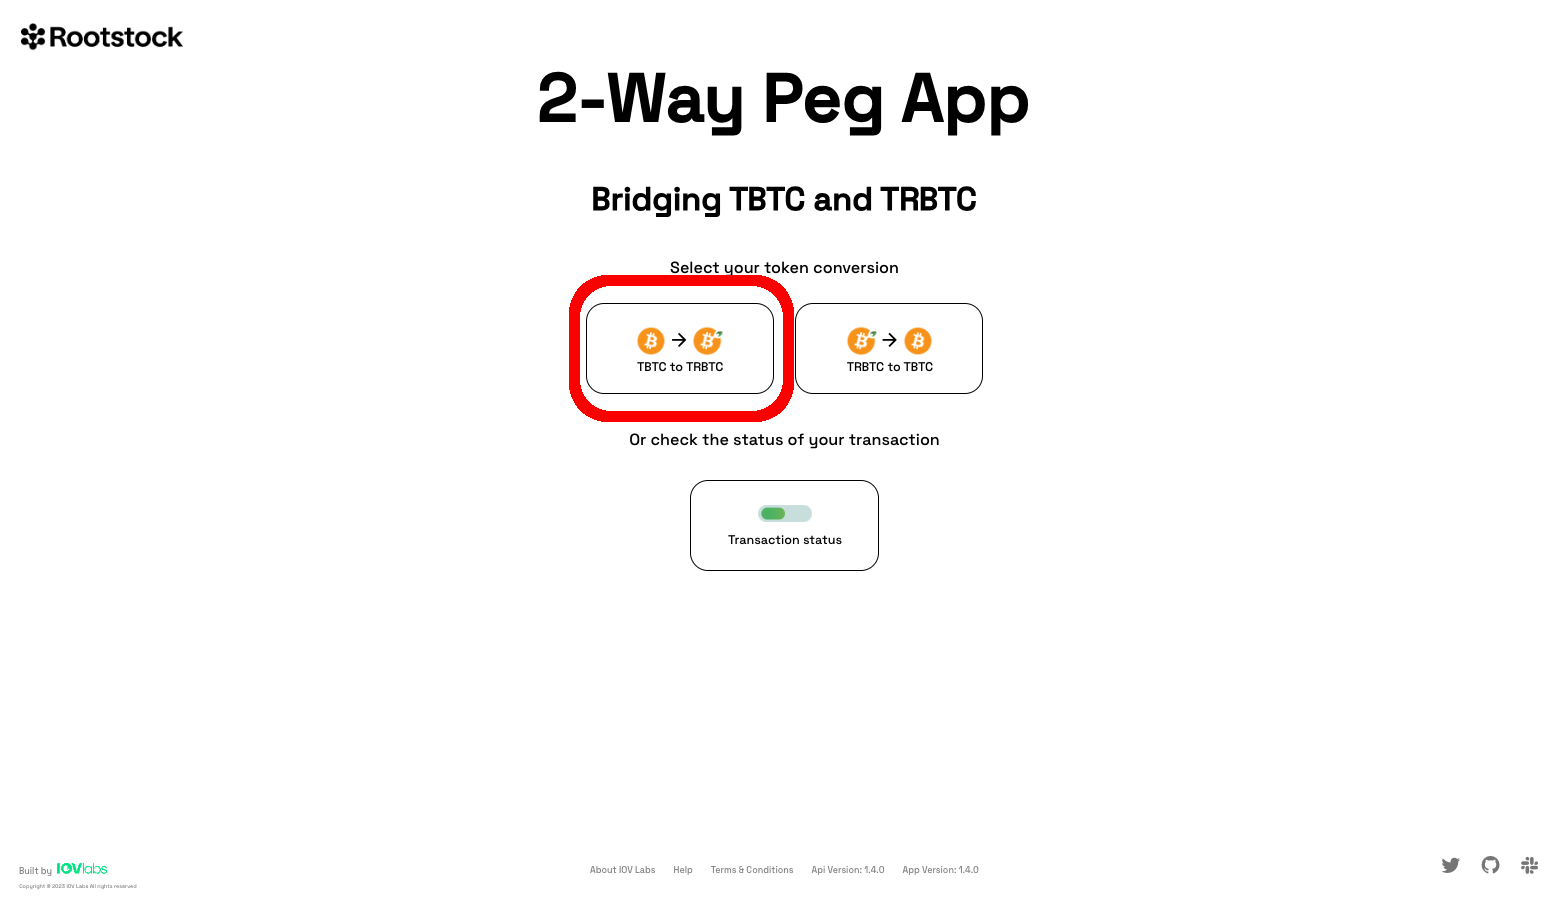 Rootstock
2-Way Peg App
Bridging TBTC and TRBTC
Select your token conversion
TBTC to TRBTC
TRBTC to TBTC
Or check the status of your transaction
Transaction status
Built by IOVlabs
Copyright © 2023 IOV Labs All rights reserved
About IOV Labs
Help
Terms & Conditions
Api Version: 1.4.0
App Version: 1.4.0